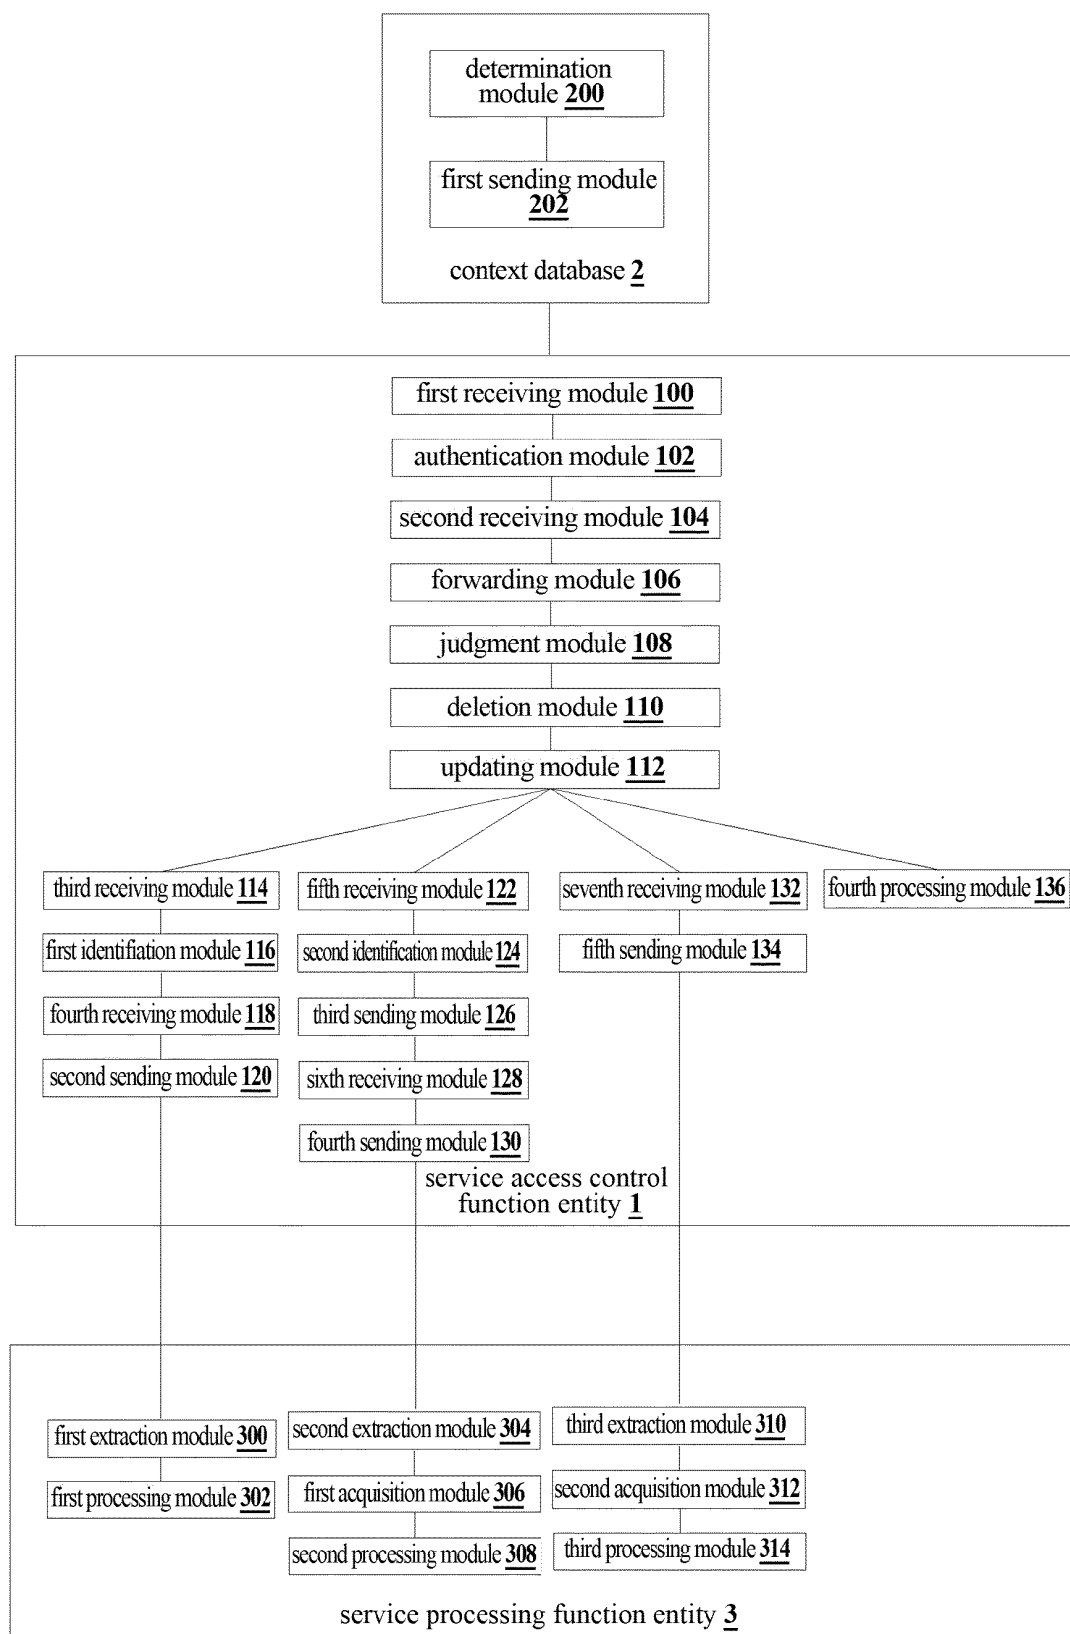 determination
module 200
first sending module
202
context database 2
first receiving module 100
authentication module 102
second receiving module 104
forwarding module 106
judgment module 108
deletion module 110
updating module 112
third receiving module 114
first identifiation module 116
fourth receiving module 118
second sending module 120
fifth receiving module 122
second identification module 124
third sending module 126
sixth receiving module 128
fourth sending module 130
seventh receiving module 132
fifth sending module 134
fourth processing module 136
service access control
function entity 1
first extraction module 300
first processing module 302
second extraction module 304
first acquisition module 306
second processing module 308
third extraction module 310
second acquisition module 312
third processing module 314
service processing function entity 3